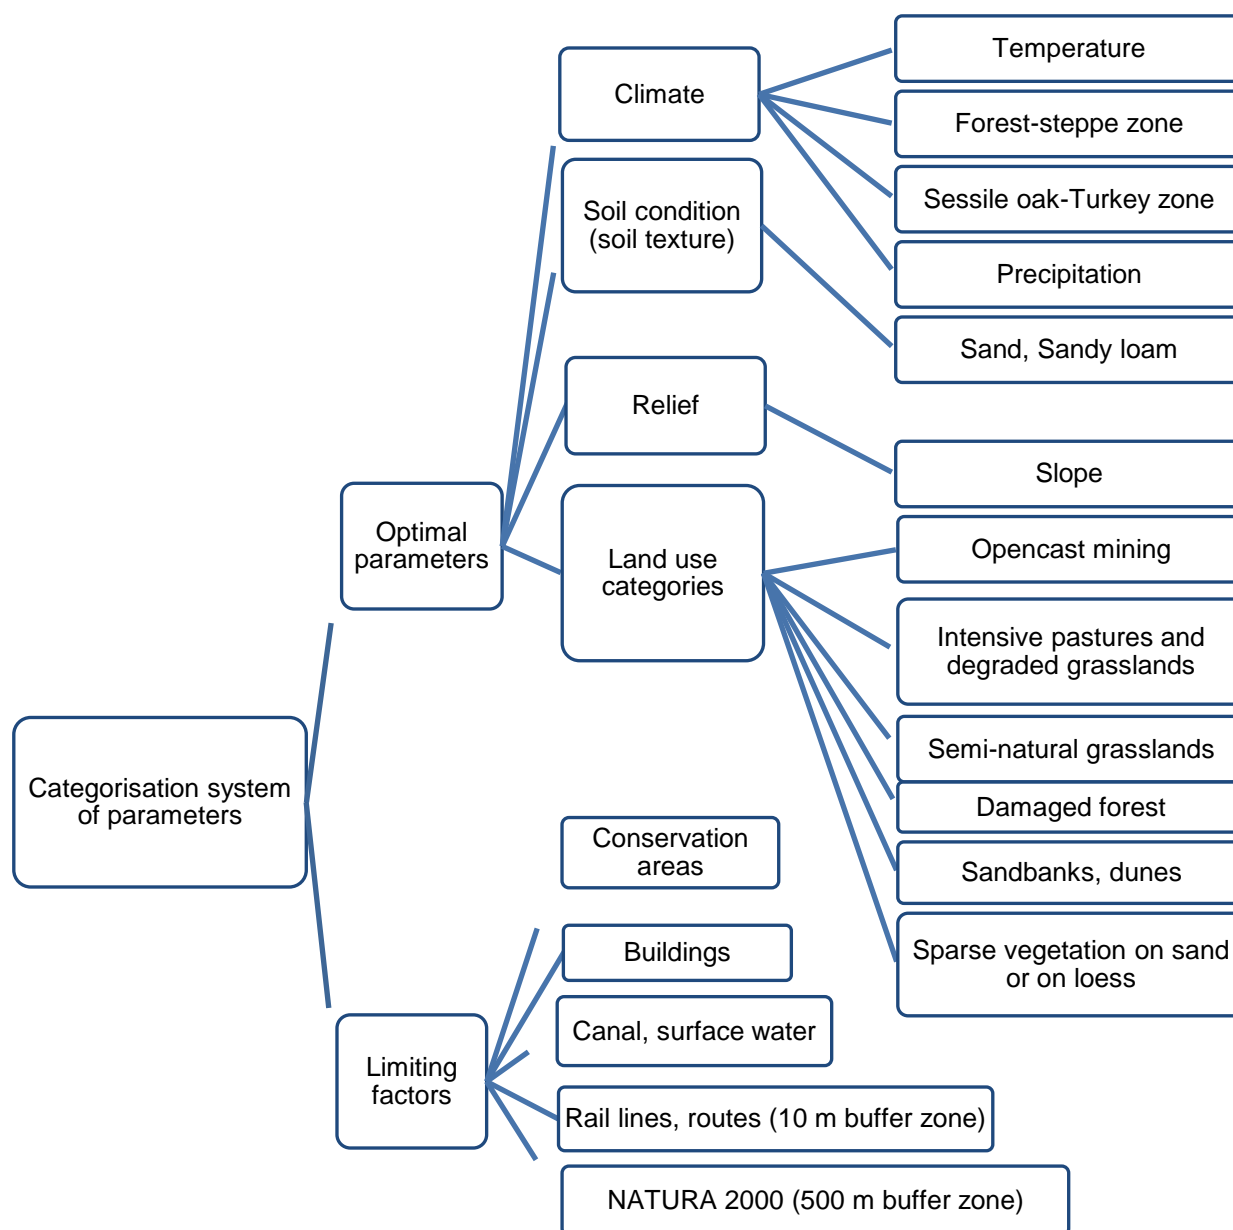 Climate
Temperature
Forest-steppe zone
Soil condition
(soil texture)
Sessile oak-Turkey zone
Precipitation
Sand, Sandy loam
Relief
Slope
Optimal
parameters
Land use
categories
Opencast mining
Intensive pastures and
degraded grasslands
Semi-natural grasslands
Damaged forest
Sandbanks, dunes
Sparse vegetation on sand
or on loess
Categorisation system
of parameters
Conservation
areas
Buildings
Canal, surface water
Limiting
factors
Rail lines, routes (10 m buffer zone)
NATURA 2000 (500 m buffer zone)